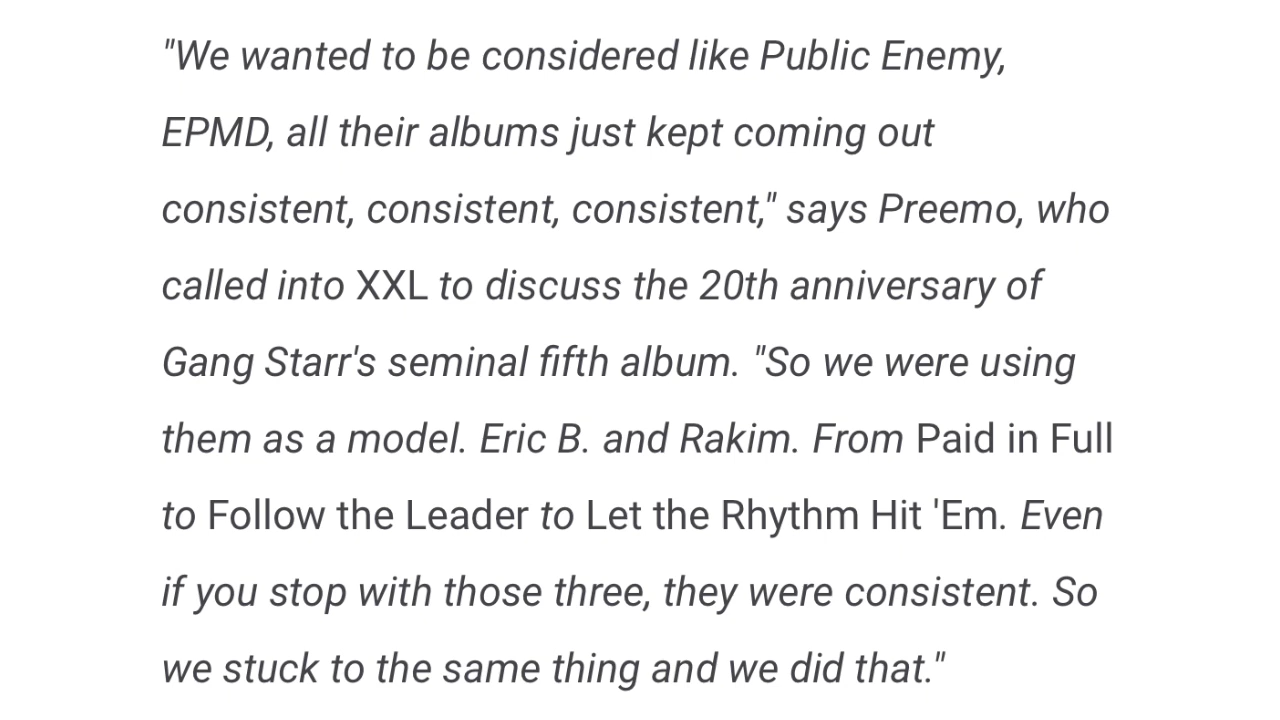 "We wanted to be considered like Public Enemy,
EPMD, all their albums just kept coming out
consistent, consistent, consistent," says Preemo, who
called into XXL to discuss the 20th anniversary of
Gang Starr's seminal fifth album. "So we were using
them as a model. Eric B. and Rakim. From Paid in Full
to Follow the Leader to Let the Rhythm Hit 'Em. Even
if you stop with those three, they were consistent. So
we stuck to the same thing and we did that."